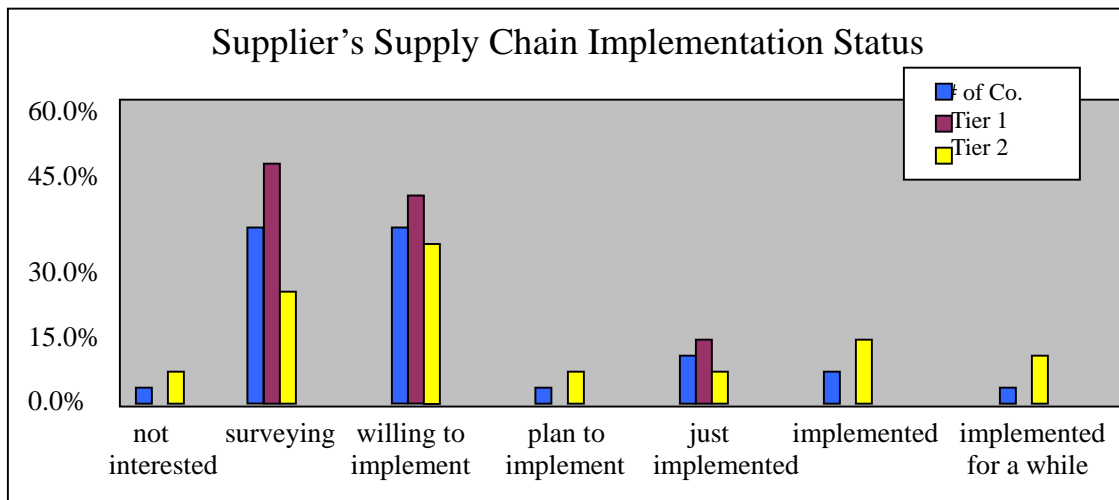 Supplier’s Supply Chain Implementation Status
# of Co.
Tier 1
Tier 2
60.0%
45.0%
30.0%
15.0%
0.0%
not interested
surveying
willing to implement
plan to implement
just implemented
implemented
implemented for a while